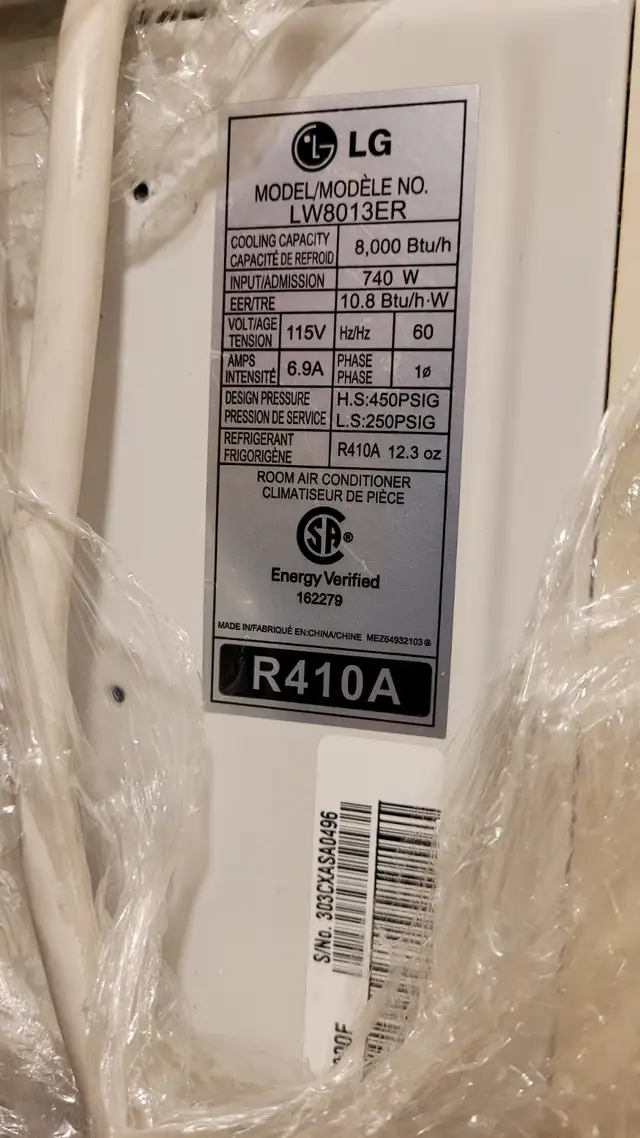 LG
MODEL/MODÈLE NO.
LW8013ER
COOLING CAPACITY
CAPACITÉ DE REFROID
8,000 Btu/h
INPUT/ADMISSION
740 W
EER/TRE
10.8 Btu/h·W
VOLT/AGE
TENSION
115V
Hz/Hz
60
AMPS
INTENSITÉ
6.9A
PHASE
PHASE
1ø
DESIGN PRESSURE
PRESSION DE SERVICE
H.S:450PSIG
L.S:250PSIG
REFRIGERANT
FRIGORIGÈNE
R410A 12.3 oz
ROOM AIR CONDITIONER
CLIMATISEUR DE PIÈCE
SA ®
Energy Verified
162279
MADE IN/FABRIQUÉ EN:CHINA/CHINE MEZ64932103
R410A
S/No. 303CXASA0496